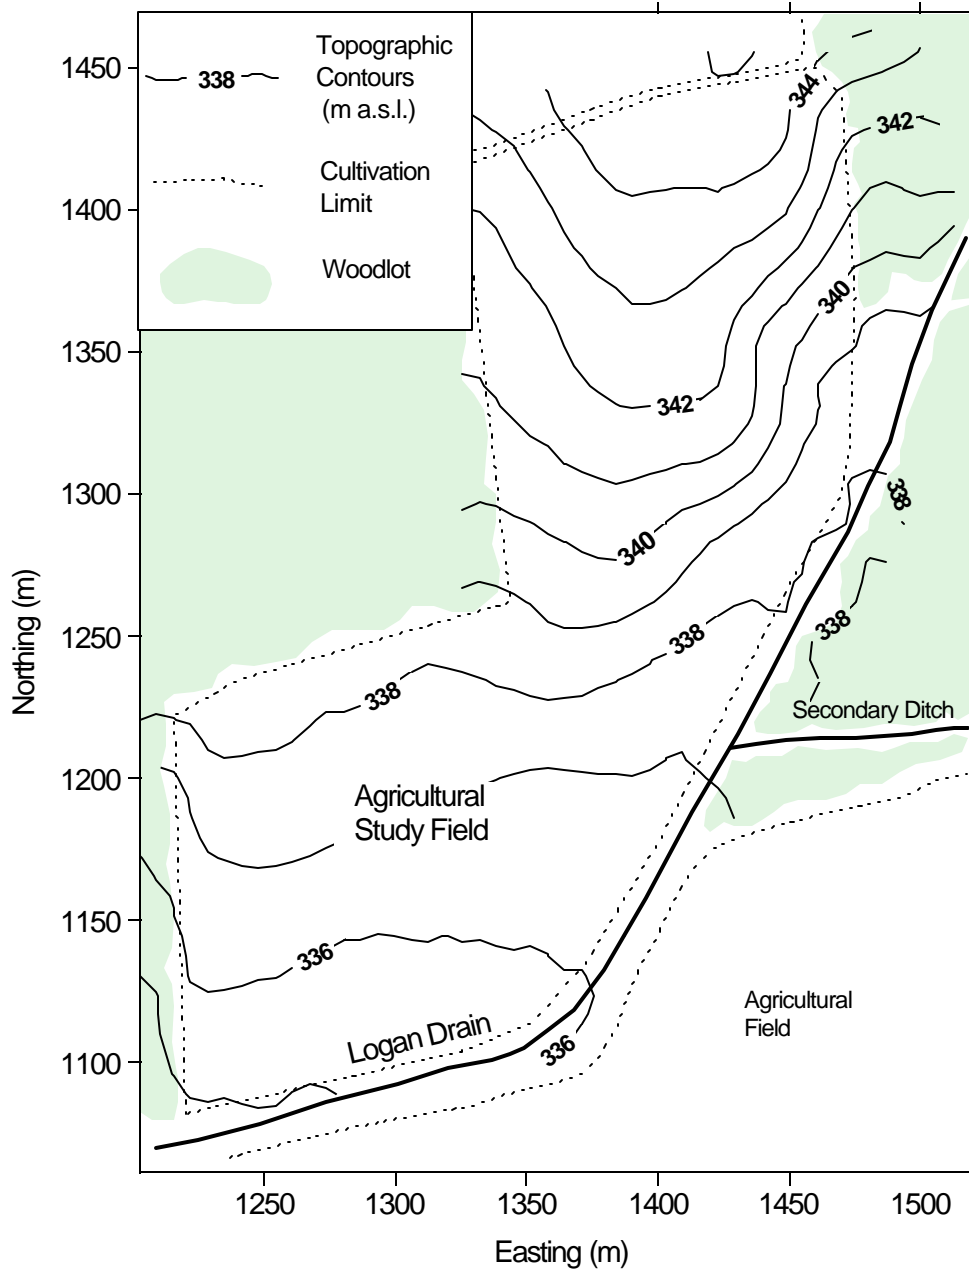 Topographic
Contours
(m a.s.l.)
338
Cultivation
Limit
Woodlot
1450
1400
1350
1300
1250
1200
1150
1100
Northing (m)
344
342
340
342
340
338
338
338
338
Secondary Ditch
Agricultural
Study Field
336
Agricultural
Field
Logan Drain
336
1250
1300
1350
1400
1450
1500
Easting (m)